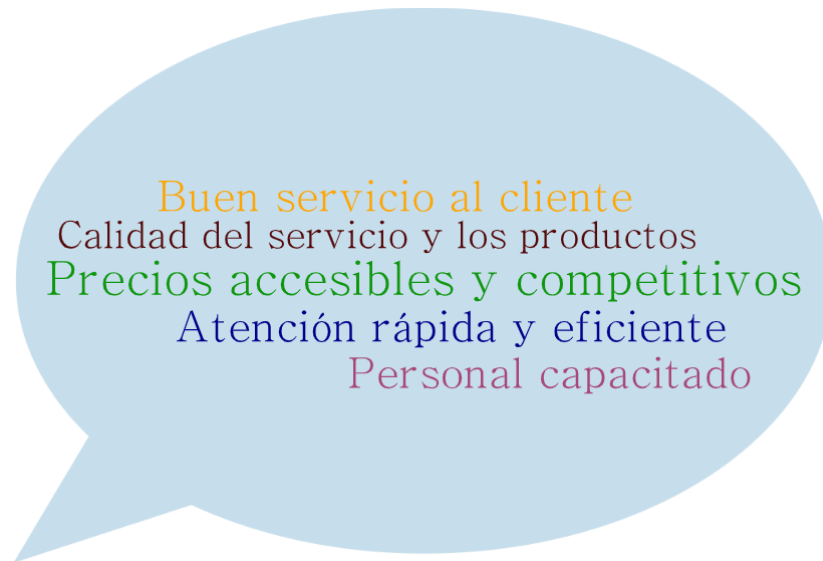 Buen servicio al cliente
Calidad del servicio y los productos
Precios accesibles y competitivos
Atención rápida y eficiente
Personal capacitado